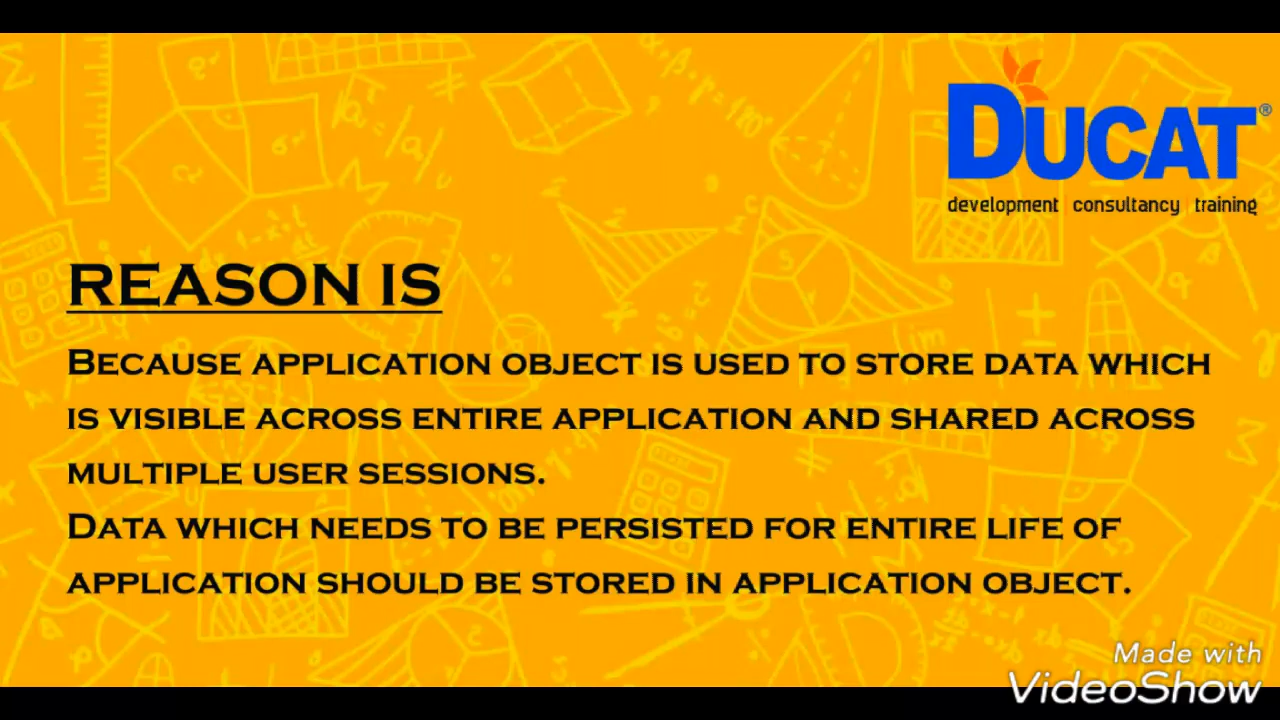 DUCAT®
development | consultancy | training
REASON IS
BECAUSE APPLICATION OBJECT IS USED TO STORE DATA WHICH
IS VISIBLE ACROSS ENTIRE APPLICATION AND SHARED ACROSS
MULTIPLE USER SESSIONS.
DATA WHICH NEEDS TO BE PERSISTED FOR ENTIRE LIFE OF
APPLICATION SHOULD BE STORED IN APPLICATION OBJECT.
Made with
VideoShow